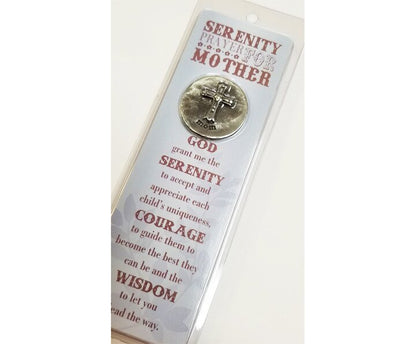 SERENITY
PRAYER FOR
MOTHER
mom
GOD
grant me the
SERENITY
to accept and
appreciate each
child's uniqueness,
COURAGE
to guide them to
become the best they
can be and the
WISDOM
to let you
lead the way.